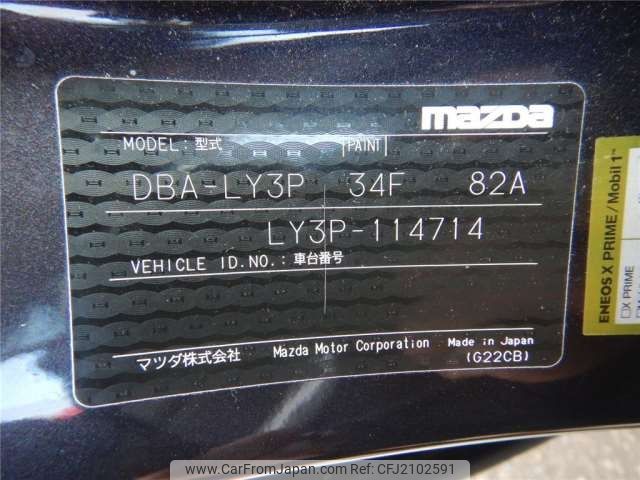 mazda
MODEL: 型式 PAINT
DBA-LY3P 34F 82A
LY3P-114714
VEHICLE ID.NO.: 車台番号
マツダ株式会社 Mazda Motor Corporation Made in Japan
(G22CB)
ENEOS X PRIME/Mobil 1™
□X PRIME
www.CarFromJapan.com - CFJ2102591